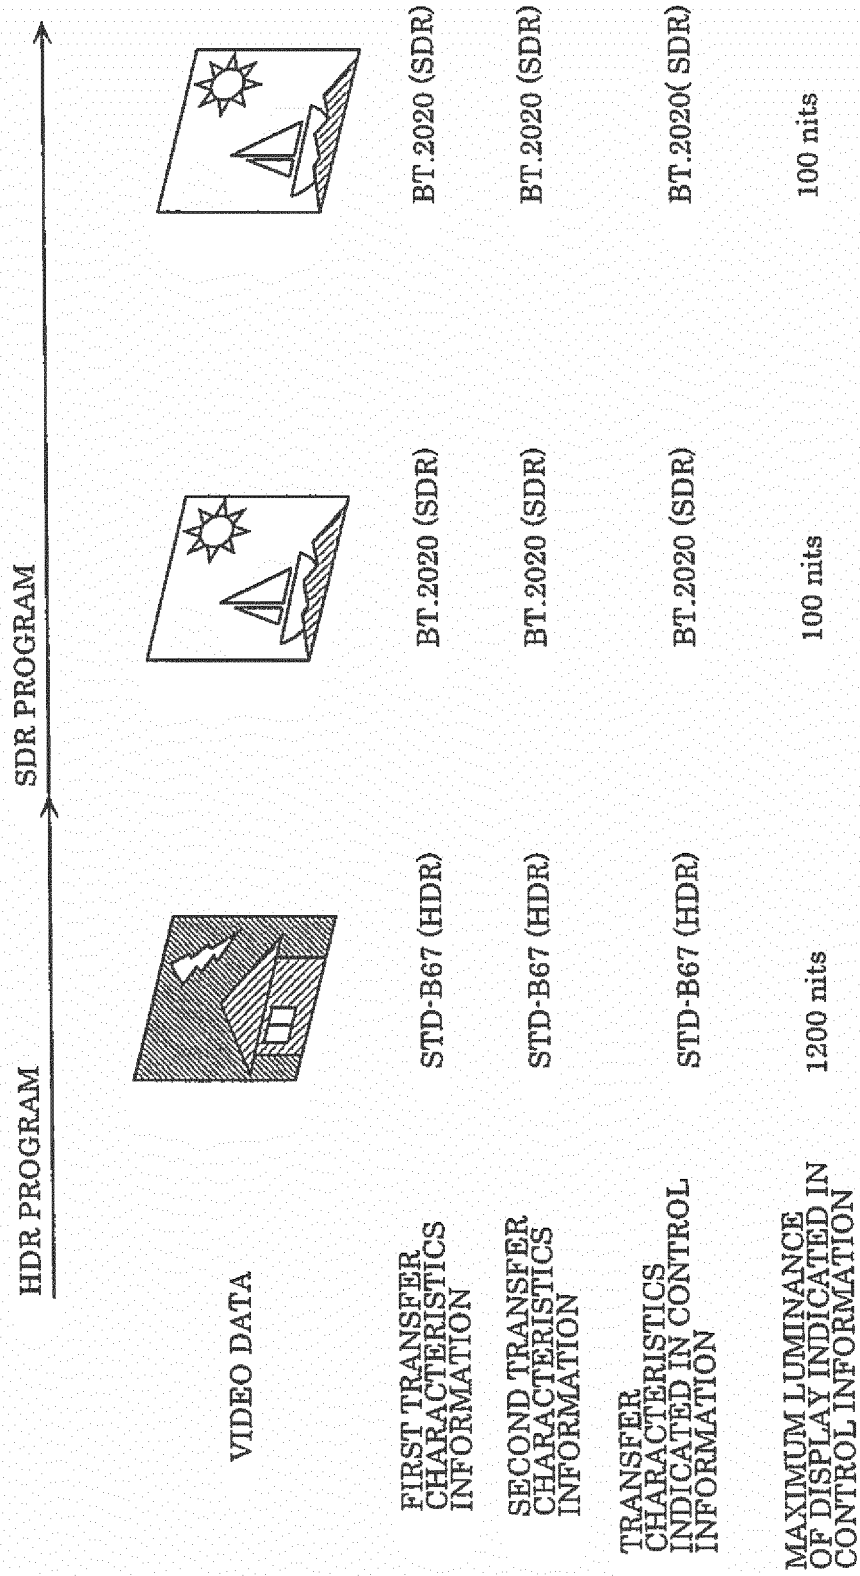 HDR PROGRAM
SDR PROGRAM
VIDEO DATA
FIRST TRANSFER
CHARACTERISTICS
INFORMATION
STD-B67 (HDR)
BT.2020 (SDR)
BT.2020 (SDR)
SECOND TRANSFER
CHARACTERISTICS
INFORMATION
STD-B67 (HDR)
BT.2020 (SDR)
BT.2020 (SDR)
TRANSFER
CHARACTERISTICS
INDICATED IN CONTROL
INFORMATION
STD-B67 (HDR)
BT.2020 (SDR)
BT.2020( SDR)
MAXIMUM LUMINANCE
OF DISPLAY INDICATED IN
CONTROL INFORMATION
1200 nits
100 nits
100 nits